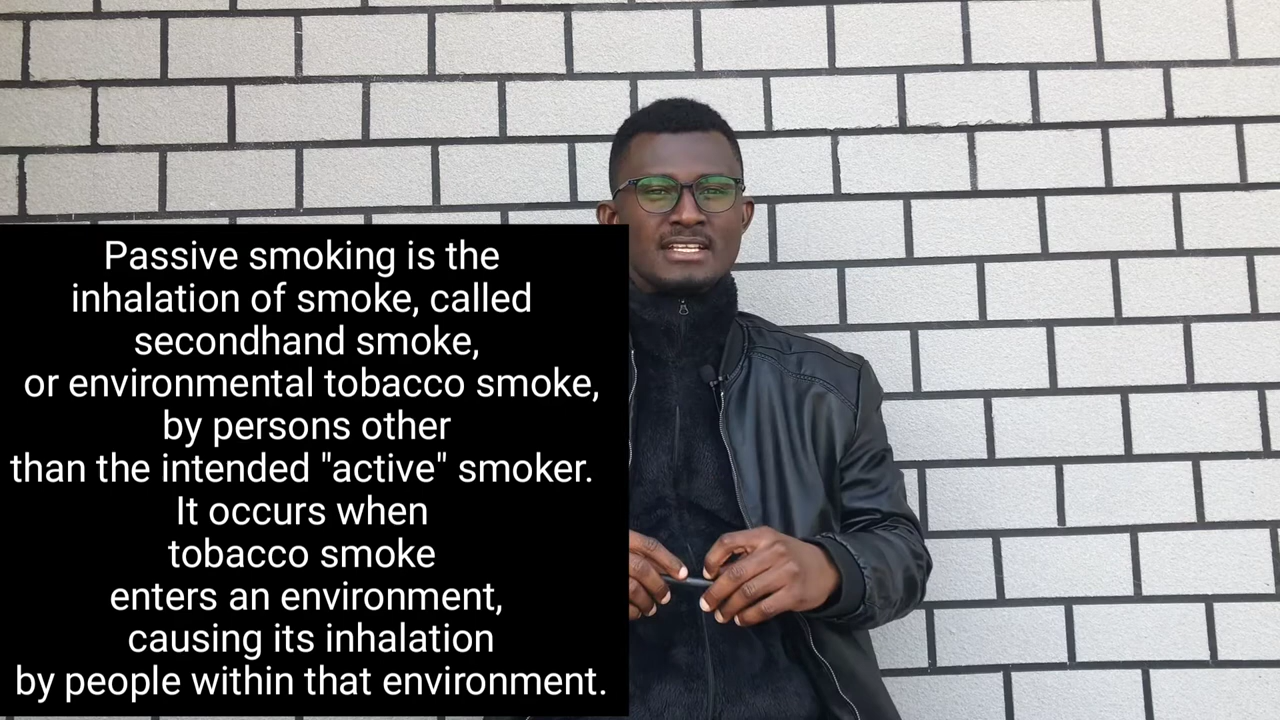 Passive smoking is the
inhalation of smoke, called
secondhand smoke,
or environmental tobacco smoke,
by persons other
than the intended "active" smoker.
It occurs when
tobacco smoke
enters an environment,
causing its inhalation
by people within that environment.